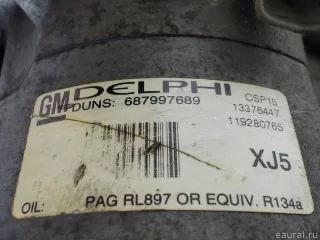 GM DELPHI
DUNS: 687997689
CSP15
13376447
119280765
XJ5
OIL: PAG RL897 OR EQUIV. R134a
© eaural.ru